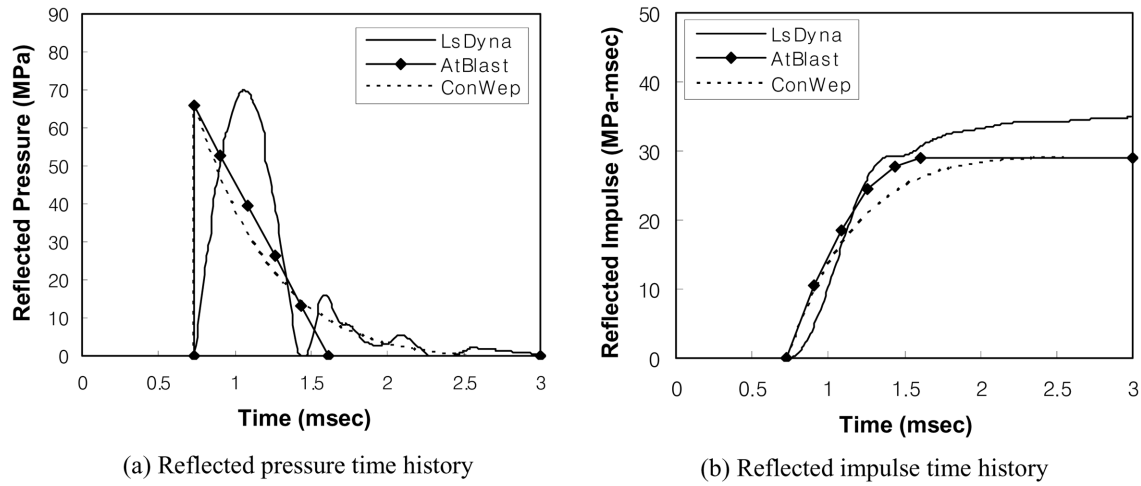 90
80
70
60
50
40
30
20
10
0
Reflected Pressure (MPa)
LsDyna
AtBlast
ConWep
0 0.5 1 1.5 2 2.5 3
Time (msec)
(a) Reflected pressure time history
50
40
30
20
10
0
Reflected Impulse (MPa-msec)
LsDyna
AtBlast
ConWep
0 0.5 1 1.5 2 2.5 3
Time (msec)
(b) Reflected impulse time history